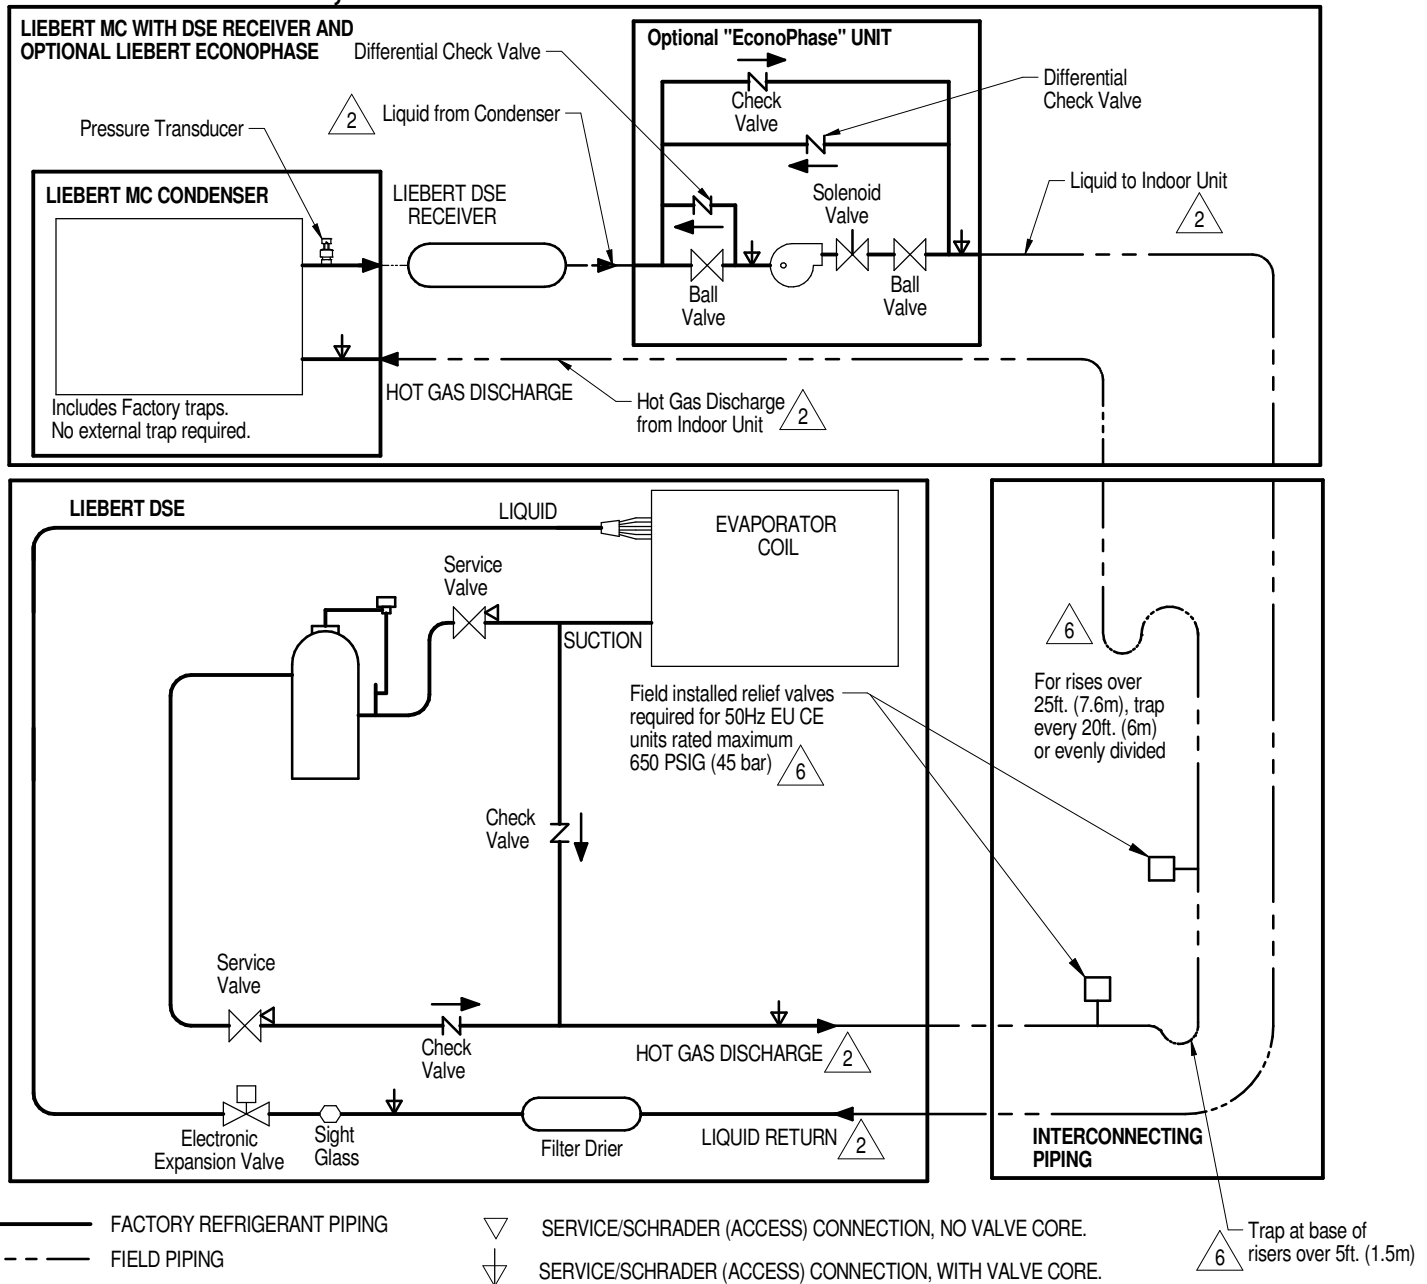 LIEBERT MC WITH DSE RECEIVER AND
OPTIONAL LIEBERT ECONOPHASE
Differential Check Valve
Optional "EconoPhase" UNIT
Check
Valve
Differential
Check Valve
2
Liquid from Condenser
Pressure Transducer
LIEBERT MC CONDENSER
LIEBERT DSE
RECEIVER
Solenoid
Valve
Liquid to Indoor Unit
2
Ball
Valve
Ball
Valve
HOT GAS DISCHARGE
Hot Gas Discharge
from Indoor Unit
2
Includes Factory traps.
No external trap required.
LIEBERT DSE
LIQUID
EVAPORATOR
COIL
Service
Valve
SUCTION
Field installed relief valves
required for 50Hz EU CE
units rated maximum
650 PSIG (45 bar)
6
6
For rises over
25ft. (7.6m), trap
every 20ft. (6m)
or evenly divided
Check
Valve
Service
Valve
Check
Valve
HOT GAS DISCHARGE
2
Electronic
Expansion Valve
Sight
Glass
Filter Drier
LIQUID RETURN
2
INTERCONNECTING
PIPING
FACTORY REFRIGERANT PIPING
FIELD PIPING
SERVICE/SCHRADER (ACCESS) CONNECTION, NO VALVE CORE.
SERVICE/SCHRADER (ACCESS) CONNECTION, WITH VALVE CORE.
6
Trap at base of
risers over 5ft. (1.5m)